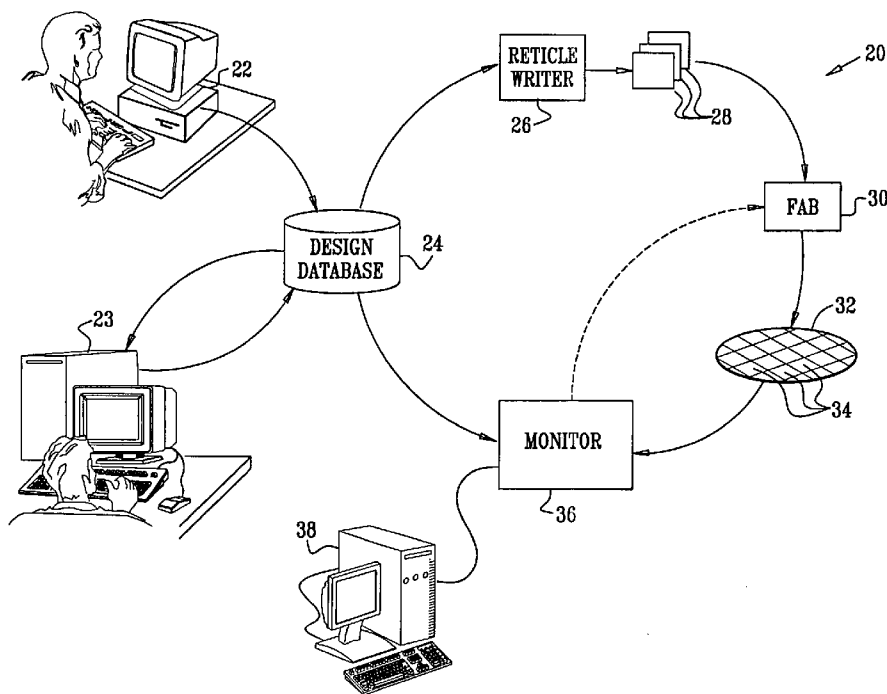 22
RETICLE
WRITER
26
28
20
FAB
30
DESIGN
DATABASE
24
23
32
34
MONITOR
36
38